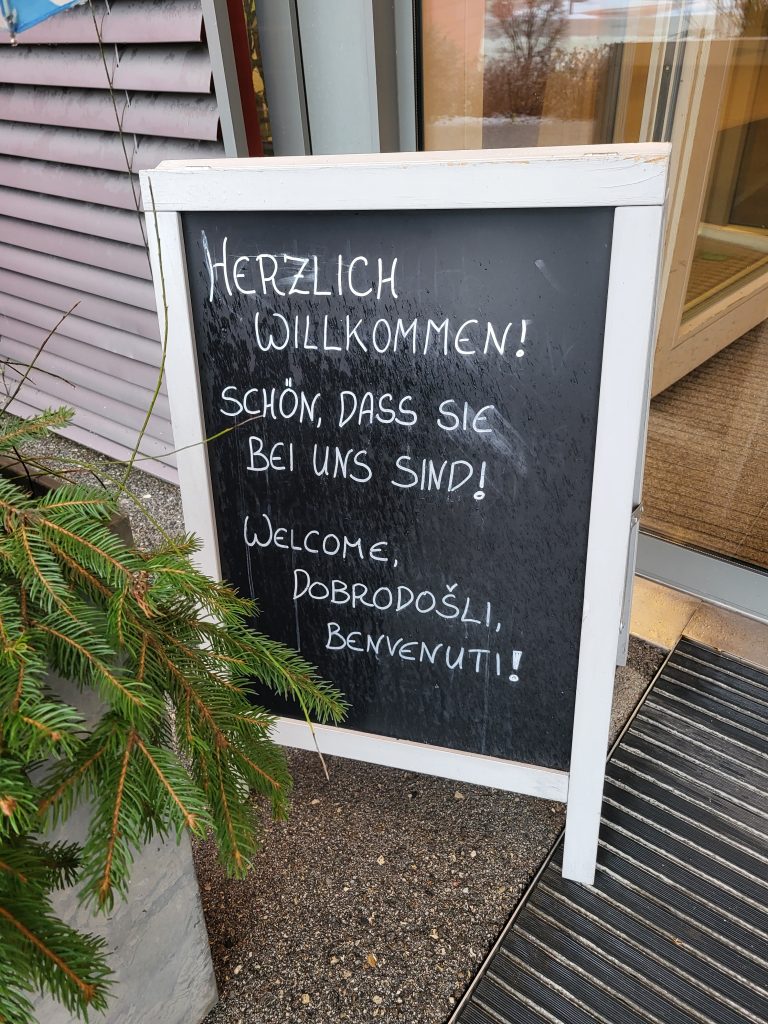 HERZLICH
WILLKOMMEN!
SCHÖN, DASS SIE
BEI UNS SIND!
WELCOME,
DOBRODOŠLI,
BENVENUTI!